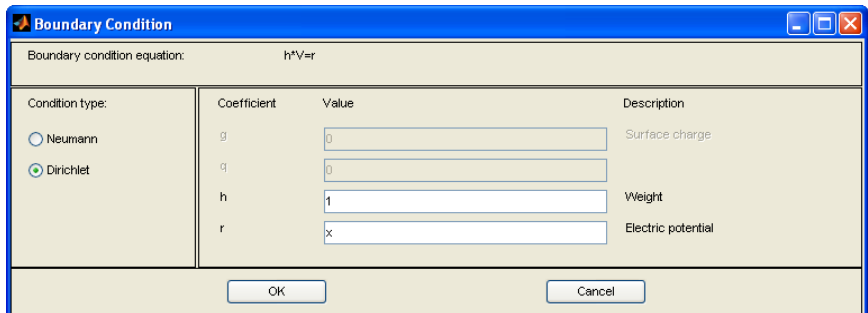 Boundary Condition
Boundary condition equation: h*V=r
Condition type:
Neumann
Dirichlet
Coefficient Value Description
g 0 Surface charge
q 0
h 1 Weight
r x Electric potential
OK Cancel